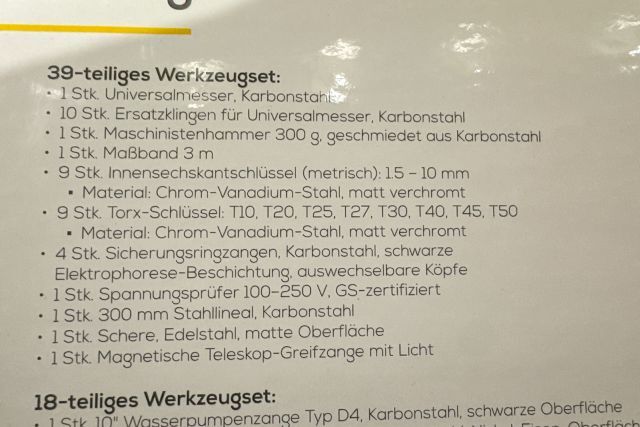 39-teiliges Werkzeugset:
• 1 Stk. Universalmesser, Karbonstahl
• 10 Stk. Ersatzklingen für Universalmesser, Karbonstahl
• 1 Stk. Maschinistenhammer 300 g, geschmiedet aus Karbonstahl
• 1 Stk. Maßband 3 m
• 9 Stk. Innensechskantschlüssel (metrisch): 1.5 – 10 mm
▪ Material: Chrom-Vanadium-Stahl, matt verchromt
• 9 Stk. Torx-Schlüssel: T10, T20, T25, T27, T30, T40, T45, T50
▪ Material: Chrom-Vanadium-Stahl, matt verchromt
• 4 Stk. Sicherungsringzangen, Karbonstahl, schwarze
Elektrophorese-Beschichtung, auswechselbare Köpfe
• 1 Stk. Spannungsprüfer 100–250 V, GS-zertifiziert
• 1 Stk. 300 mm Stahllineal, Karbonstahl
• 1 Stk. Schere, Edelstahl, matte Oberfläche
• 1 Stk. Magnetische Teleskop-Greifzange mit Licht
18-teiliges Werkzeugset:
• 1 Stk. 10" Wasserpumpenzange Typ D4, Karbonstahl, schwarze Oberfläche